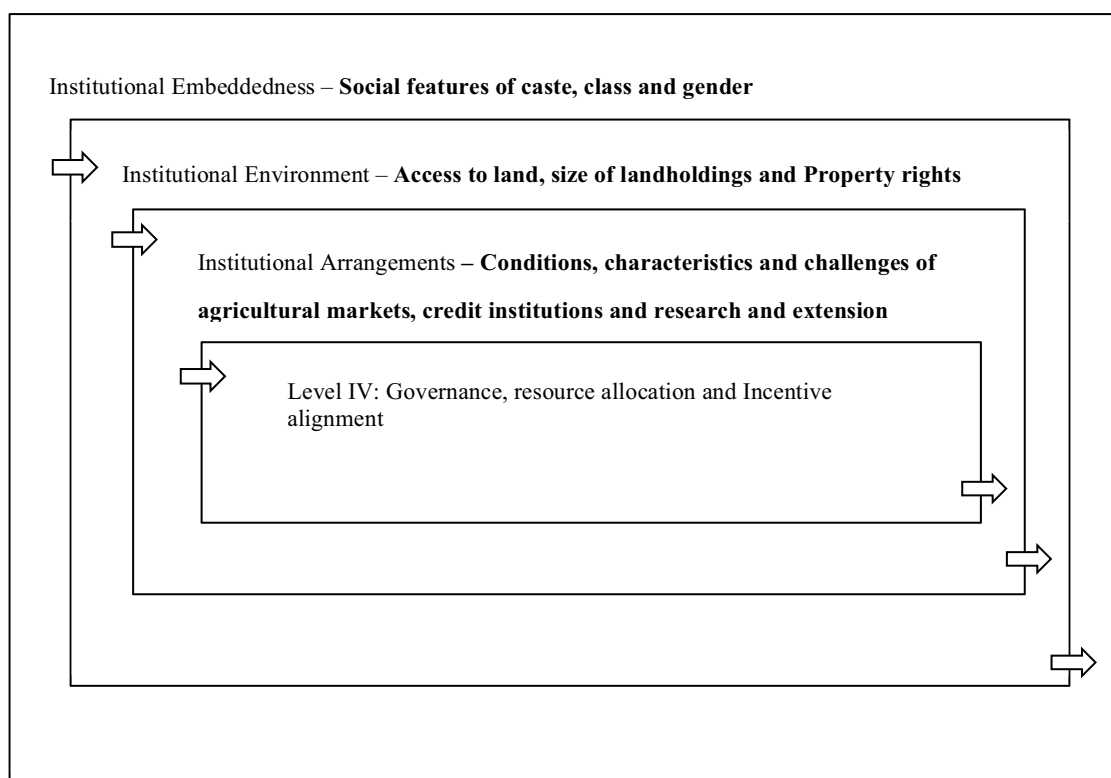 Institutional Embeddedness – Social features of caste, class and gender
Institutional Environment – Access to land, size of landholdings and Property rights
Institutional Arrangements – Conditions, characteristics and challenges of
agricultural markets, credit institutions and research and extension
Level IV: Governance, resource allocation and Incentive
alignment